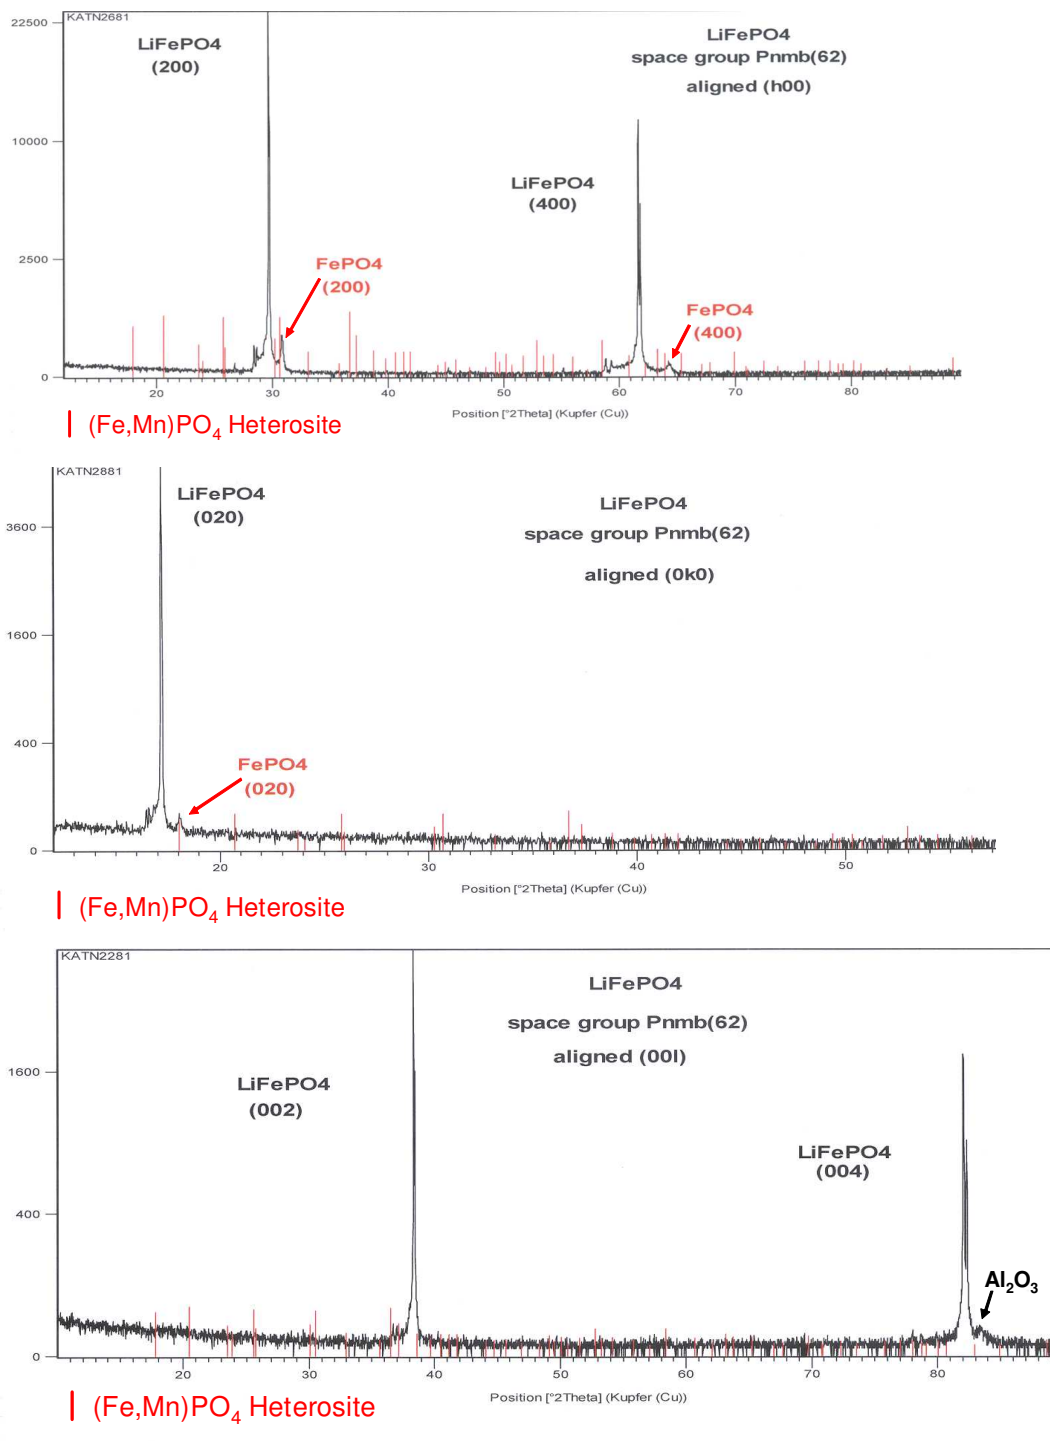 KATN2681
22500
10000
2500
0
LiFePO4
(200)
LiFePO4
space group Pnmb(62)
aligned (h00)
LiFePO4
(400)
FePO4
(200)
FePO4
(400)
20 30 40 50 60 70 80
Position [°2Theta] (Kupfer (Cu))
(Fe,Mn)PO₄ Heterosite
KATN2881
3600
1600
400
0
LiFePO4
(020)
LiFePO4
space group Pnmb(62)
aligned (0k0)
FePO4
(020)
20 30 40 50
Position [°2Theta] (Kupfer (Cu))
(Fe,Mn)PO₄ Heterosite
KATN2281
1600
400
0
LiFePO4
space group Pnmb(62)
aligned (00l)
LiFePO4
(002)
LiFePO4
(004)
Al₂O₃
20 30 40 50 60 70 80
Position [°2Theta] (Kupfer (Cu))
(Fe,Mn)PO₄ Heterosite